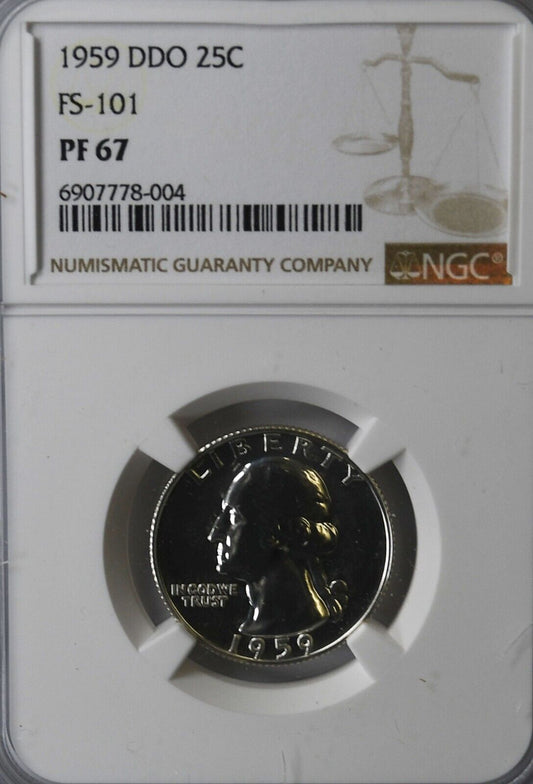 1959 DDO 25C
FS-101
PF 67
6907778-004
NUMISMATIC GUARANTY COMPANY
NGC®
LIBERTY
IN GOD WE
TRUST
1959